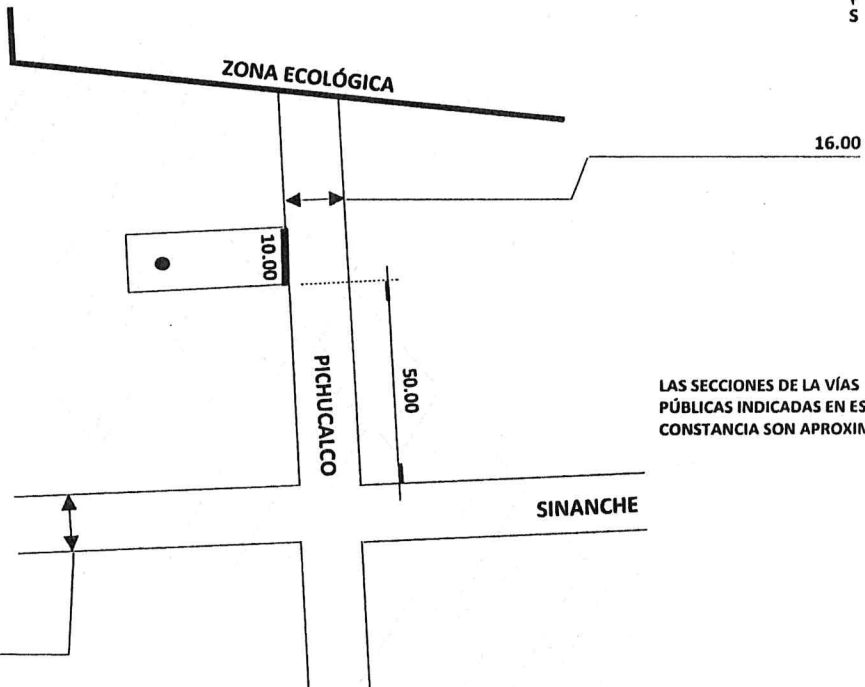 S
ZONA ECOLÓGICA
16.00
10.00
PICHUCALCO
50.00
LAS SECCIONES DE LA VÍAS
PÚBLICAS INDICADAS EN ES
CONSTANCIA SON APROXIM
SINANCHE